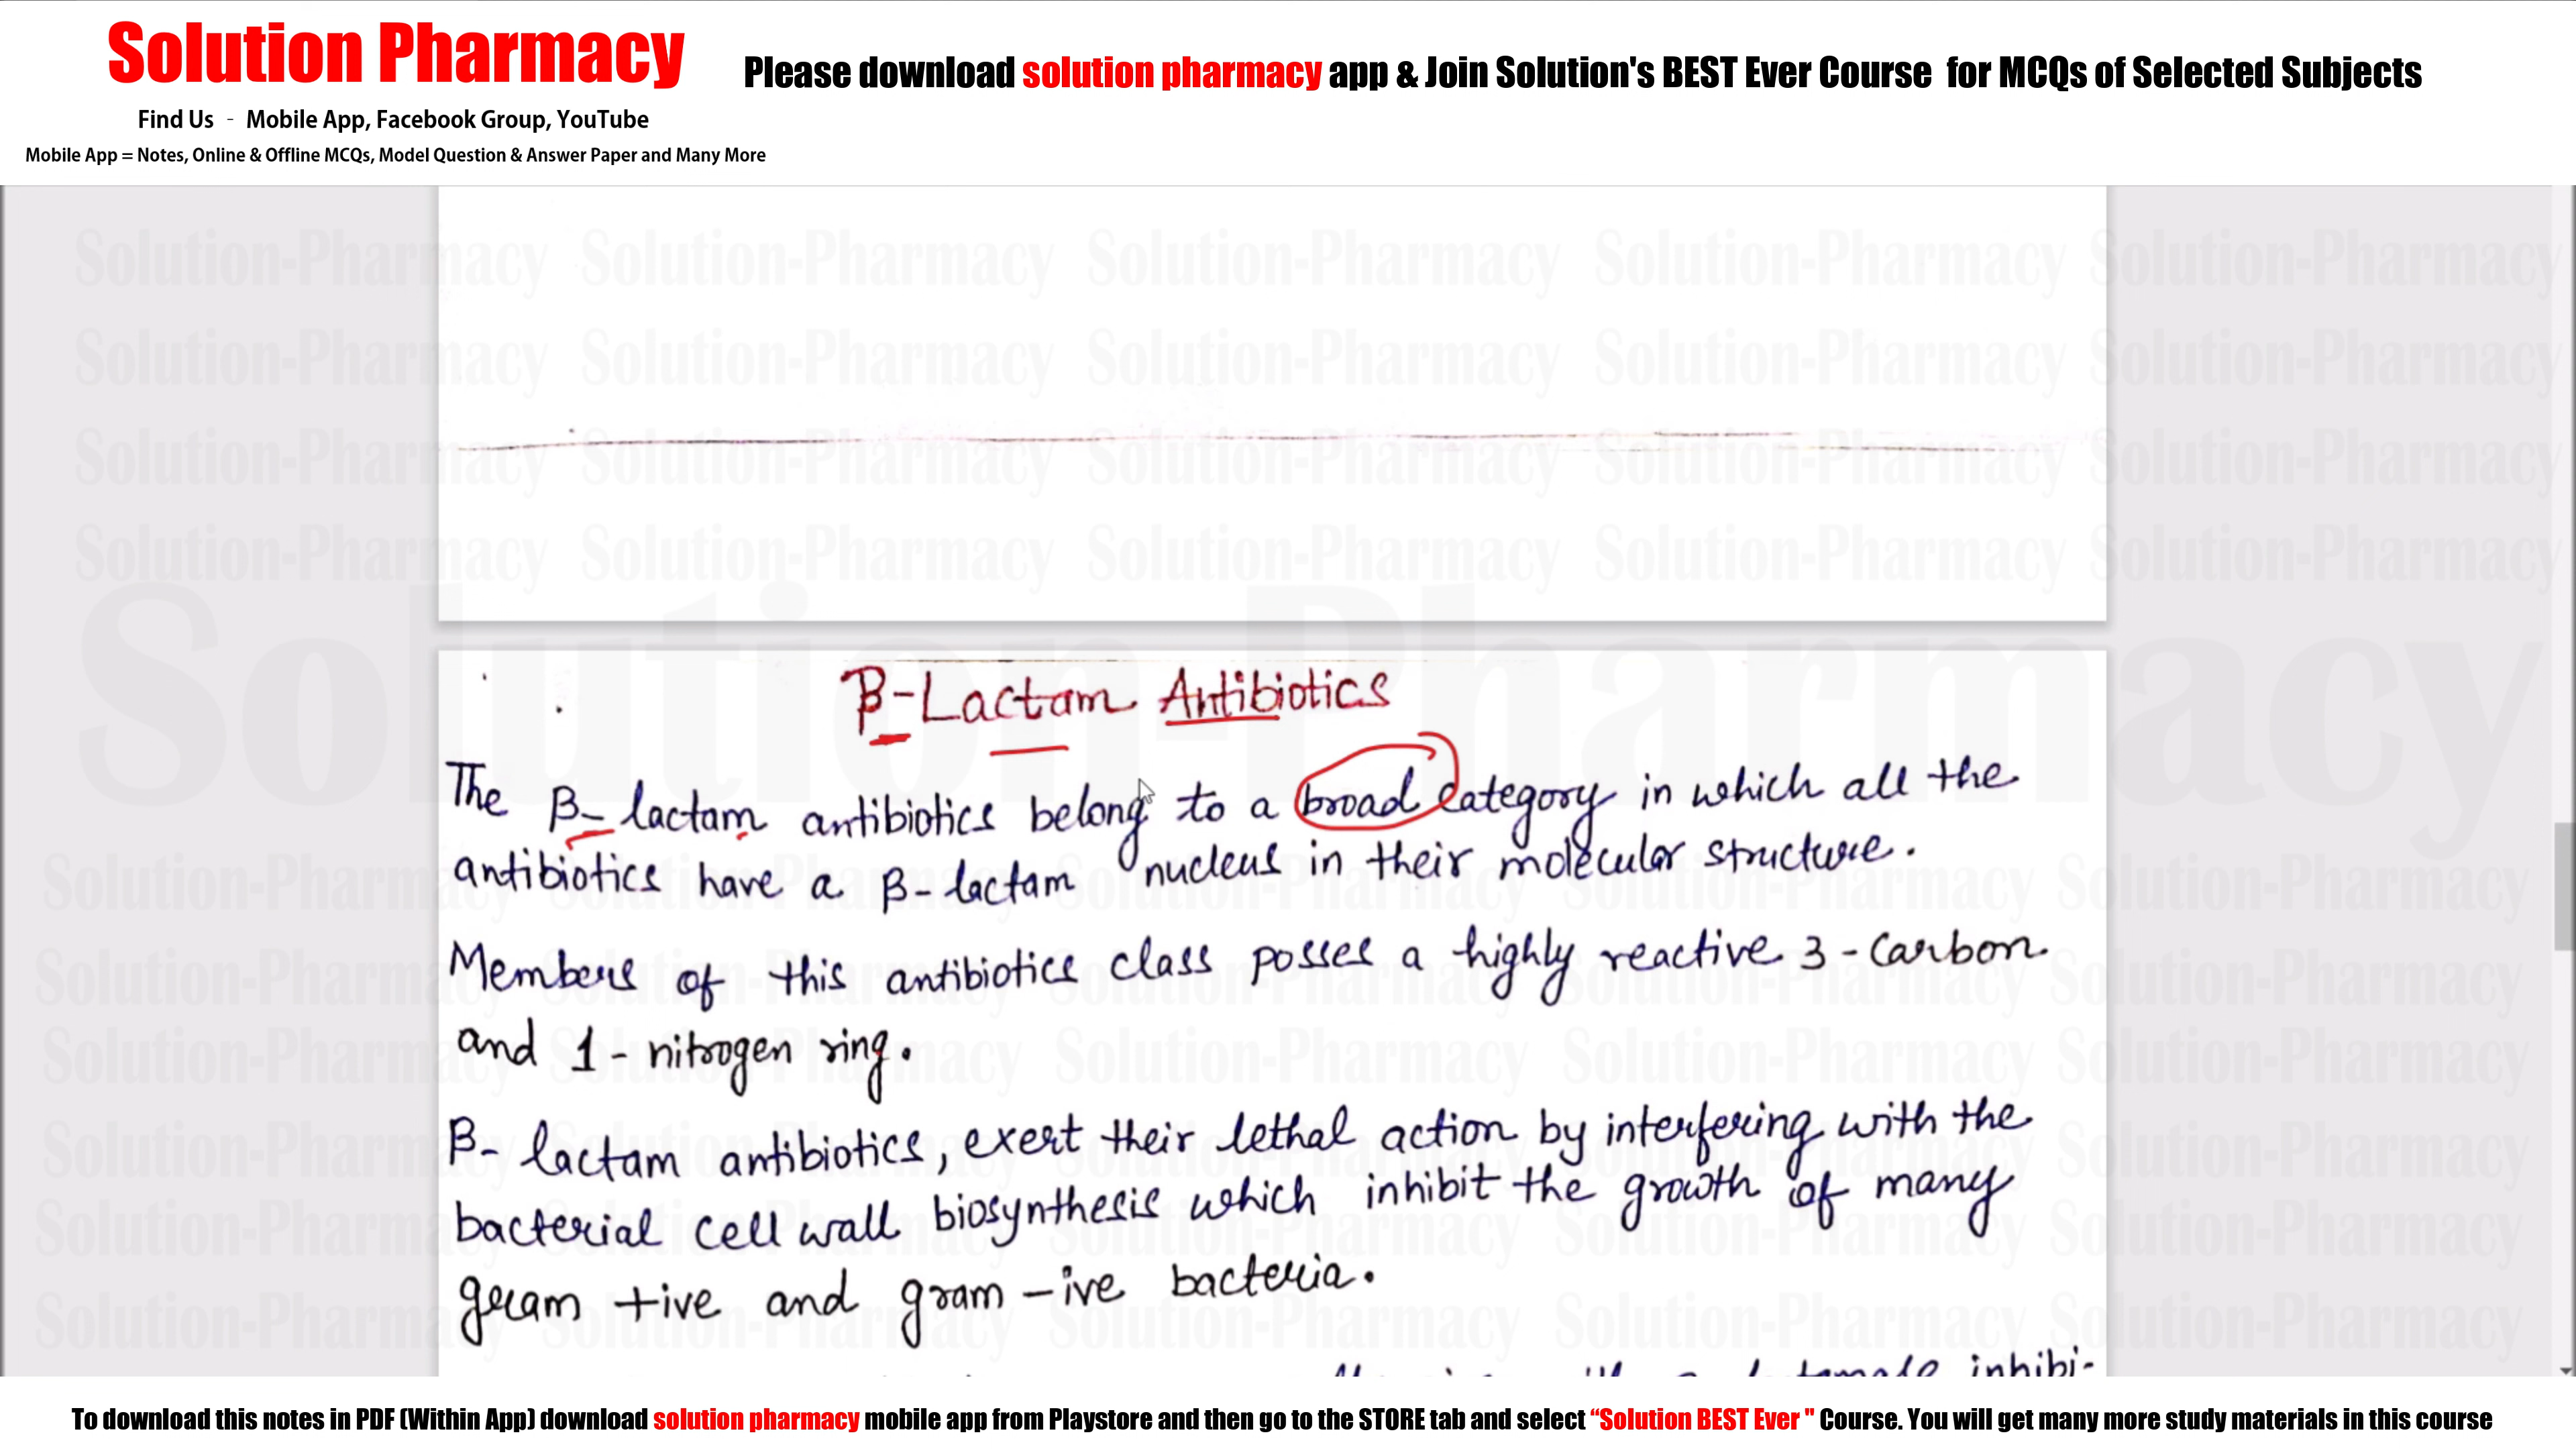 Solution Pharmacy
Please download solution pharmacy app & Join Solution's BEST Ever Course for MCQs of Selected Subjects
Find Us - Mobile App, Facebook Group, YouTube
Mobile App = Notes, Online & Offline MCQs, Model Question & Answer Paper and Many More
β-Lactam Antibiotics
The β-lactam antibiotics belong to a broad category in which all the
antibiotics have a β-lactam nucleus in their molecular structure.
Members of this antibiotics class posses a highly reactive 3-Carbon
and 1-nitrogen ring.
β-lactam antibiotics, exert their lethal action by interfering with the
bacterial cell wall biosynthesis which inhibit the growth of many
gram +ive and gram -ive bacteria.
inhibi-
To download this notes in PDF (Within App) download solution pharmacy mobile app from Playstore and then go to the STORE tab and select “Solution BEST Ever " Course. You will get many more study materials in this course